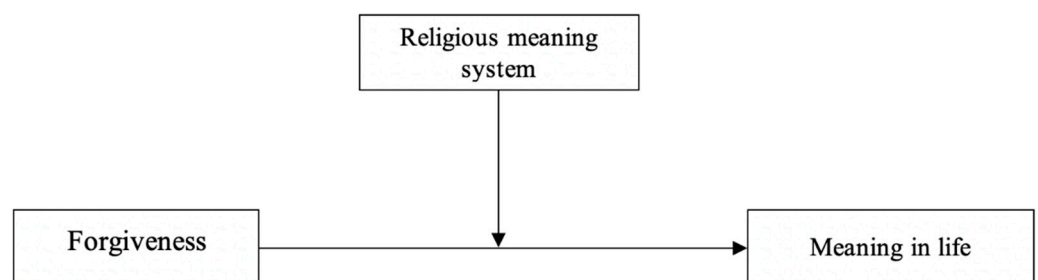 Religious meaning
system
Forgiveness
Meaning in life